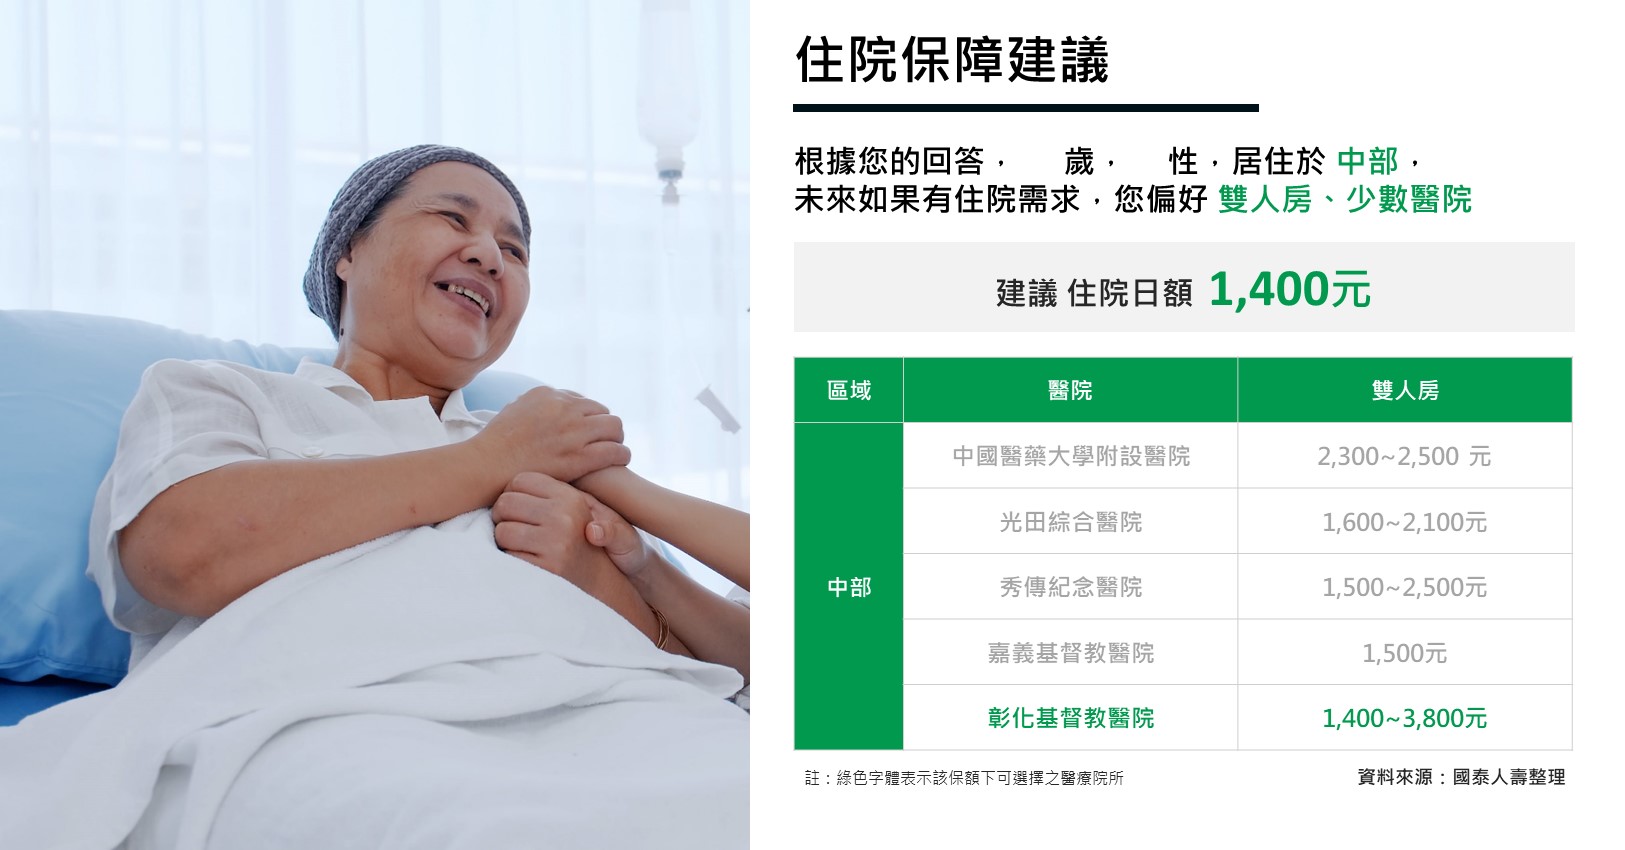 住院保障建議
根據您的回答， 歲， 性，居住於 中部，
未來如果有住院需求，您偏好 雙人房、少數醫院
建議 住院日額 1,400元
區域 醫院 雙人房
中國醫藥大學附設醫院 2,300~2,500 元
光田綜合醫院 1,600~2,100元
中部 秀傳紀念醫院 1,500~2,500元
嘉義基督教醫院 1,500元
彰化基督教醫院 1,400~3,800元
註：綠色字體表示該保額下可選擇之醫療院所 資料來源：國泰人壽整理